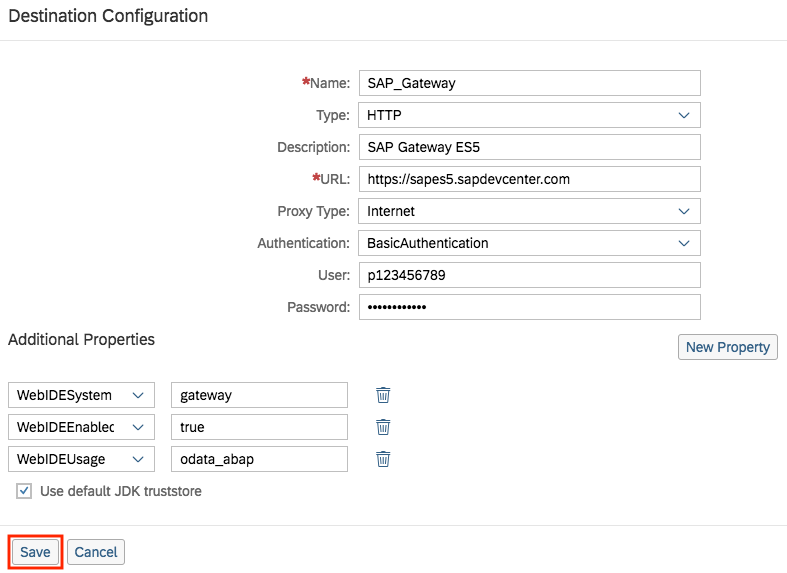 Destination Configuration
*Name: SAP_Gateway
Type: HTTP
Description: SAP Gateway ES5
*URL: https://sapes5.sapdevcenter.com
Proxy Type: Internet
Authentication: BasicAuthentication
User: p123456789
Password: ••••••••••••
Additional Properties
New Property
WebIDESystem gateway
WebIDEEnabled true
WebIDEUsage odata_abap
Use default JDK truststore
Save Cancel